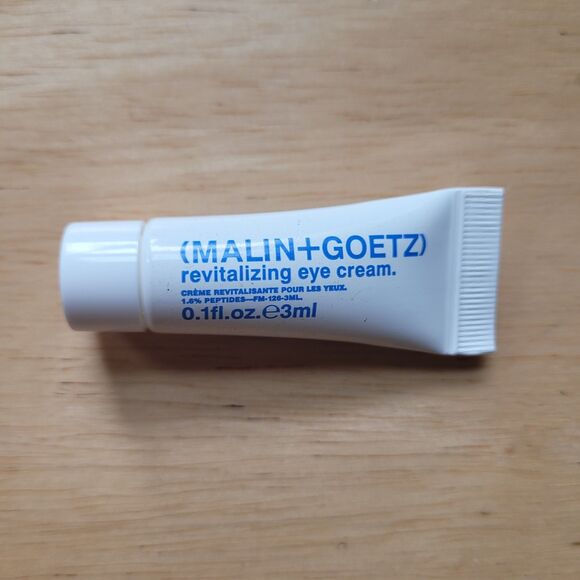 (MALIN+GOETZ)
revitalizing eye cream.
CRÈME REVITALISANTE POUR LES YEUX.
1.6% PEPTIDES—FM-126-3ML.
0.1fl.oz.℮3ml